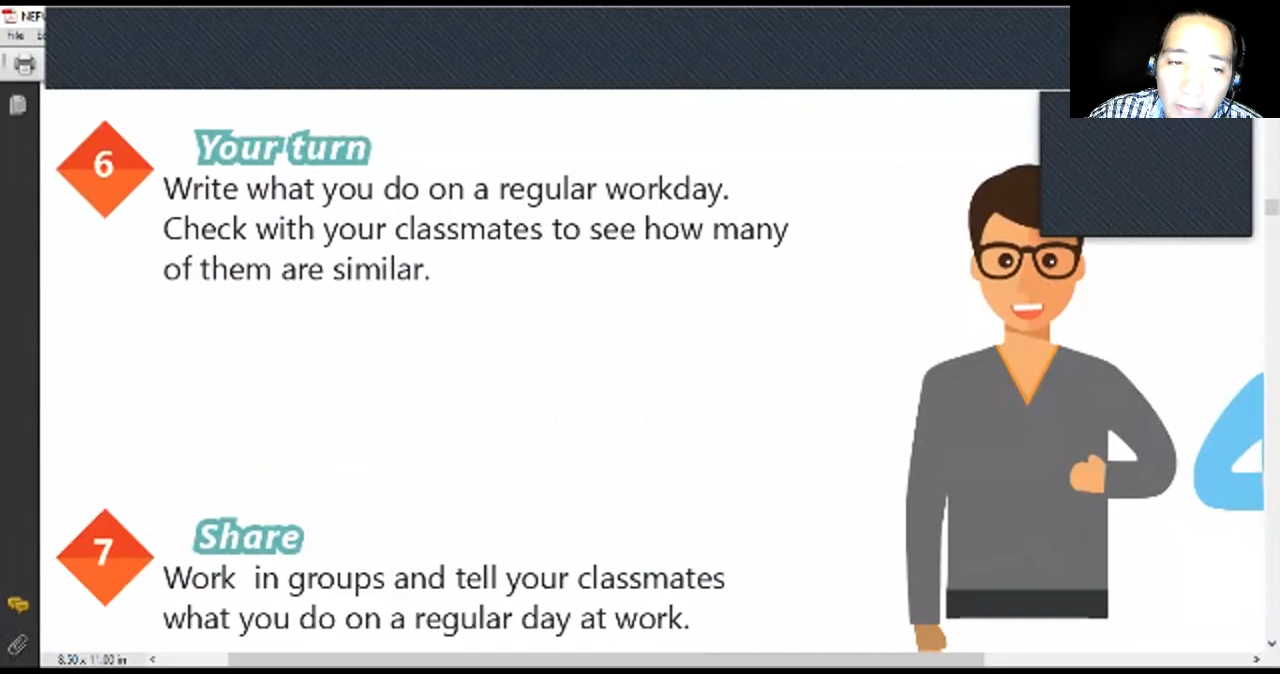 File
6
Your turn
Write what you do on a regular workday.
Check with your classmates to see how many
of them are similar.
7
Share
Work in groups and tell your classmates
what you do on a regular day at work.
8.50 x 11.00 in